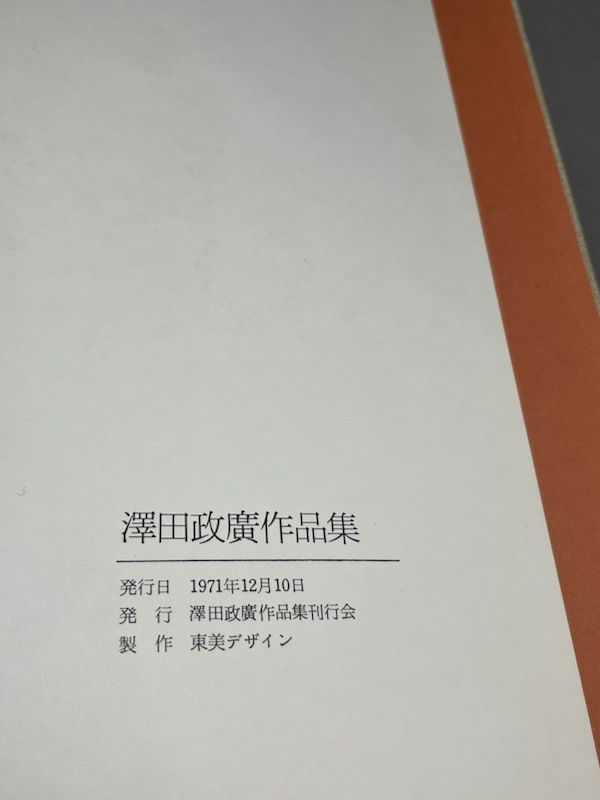 澤田政廣作品集
発行日 1971年12月10日
発 行 澤田政廣作品集刊行会
製 作 東美デザイン